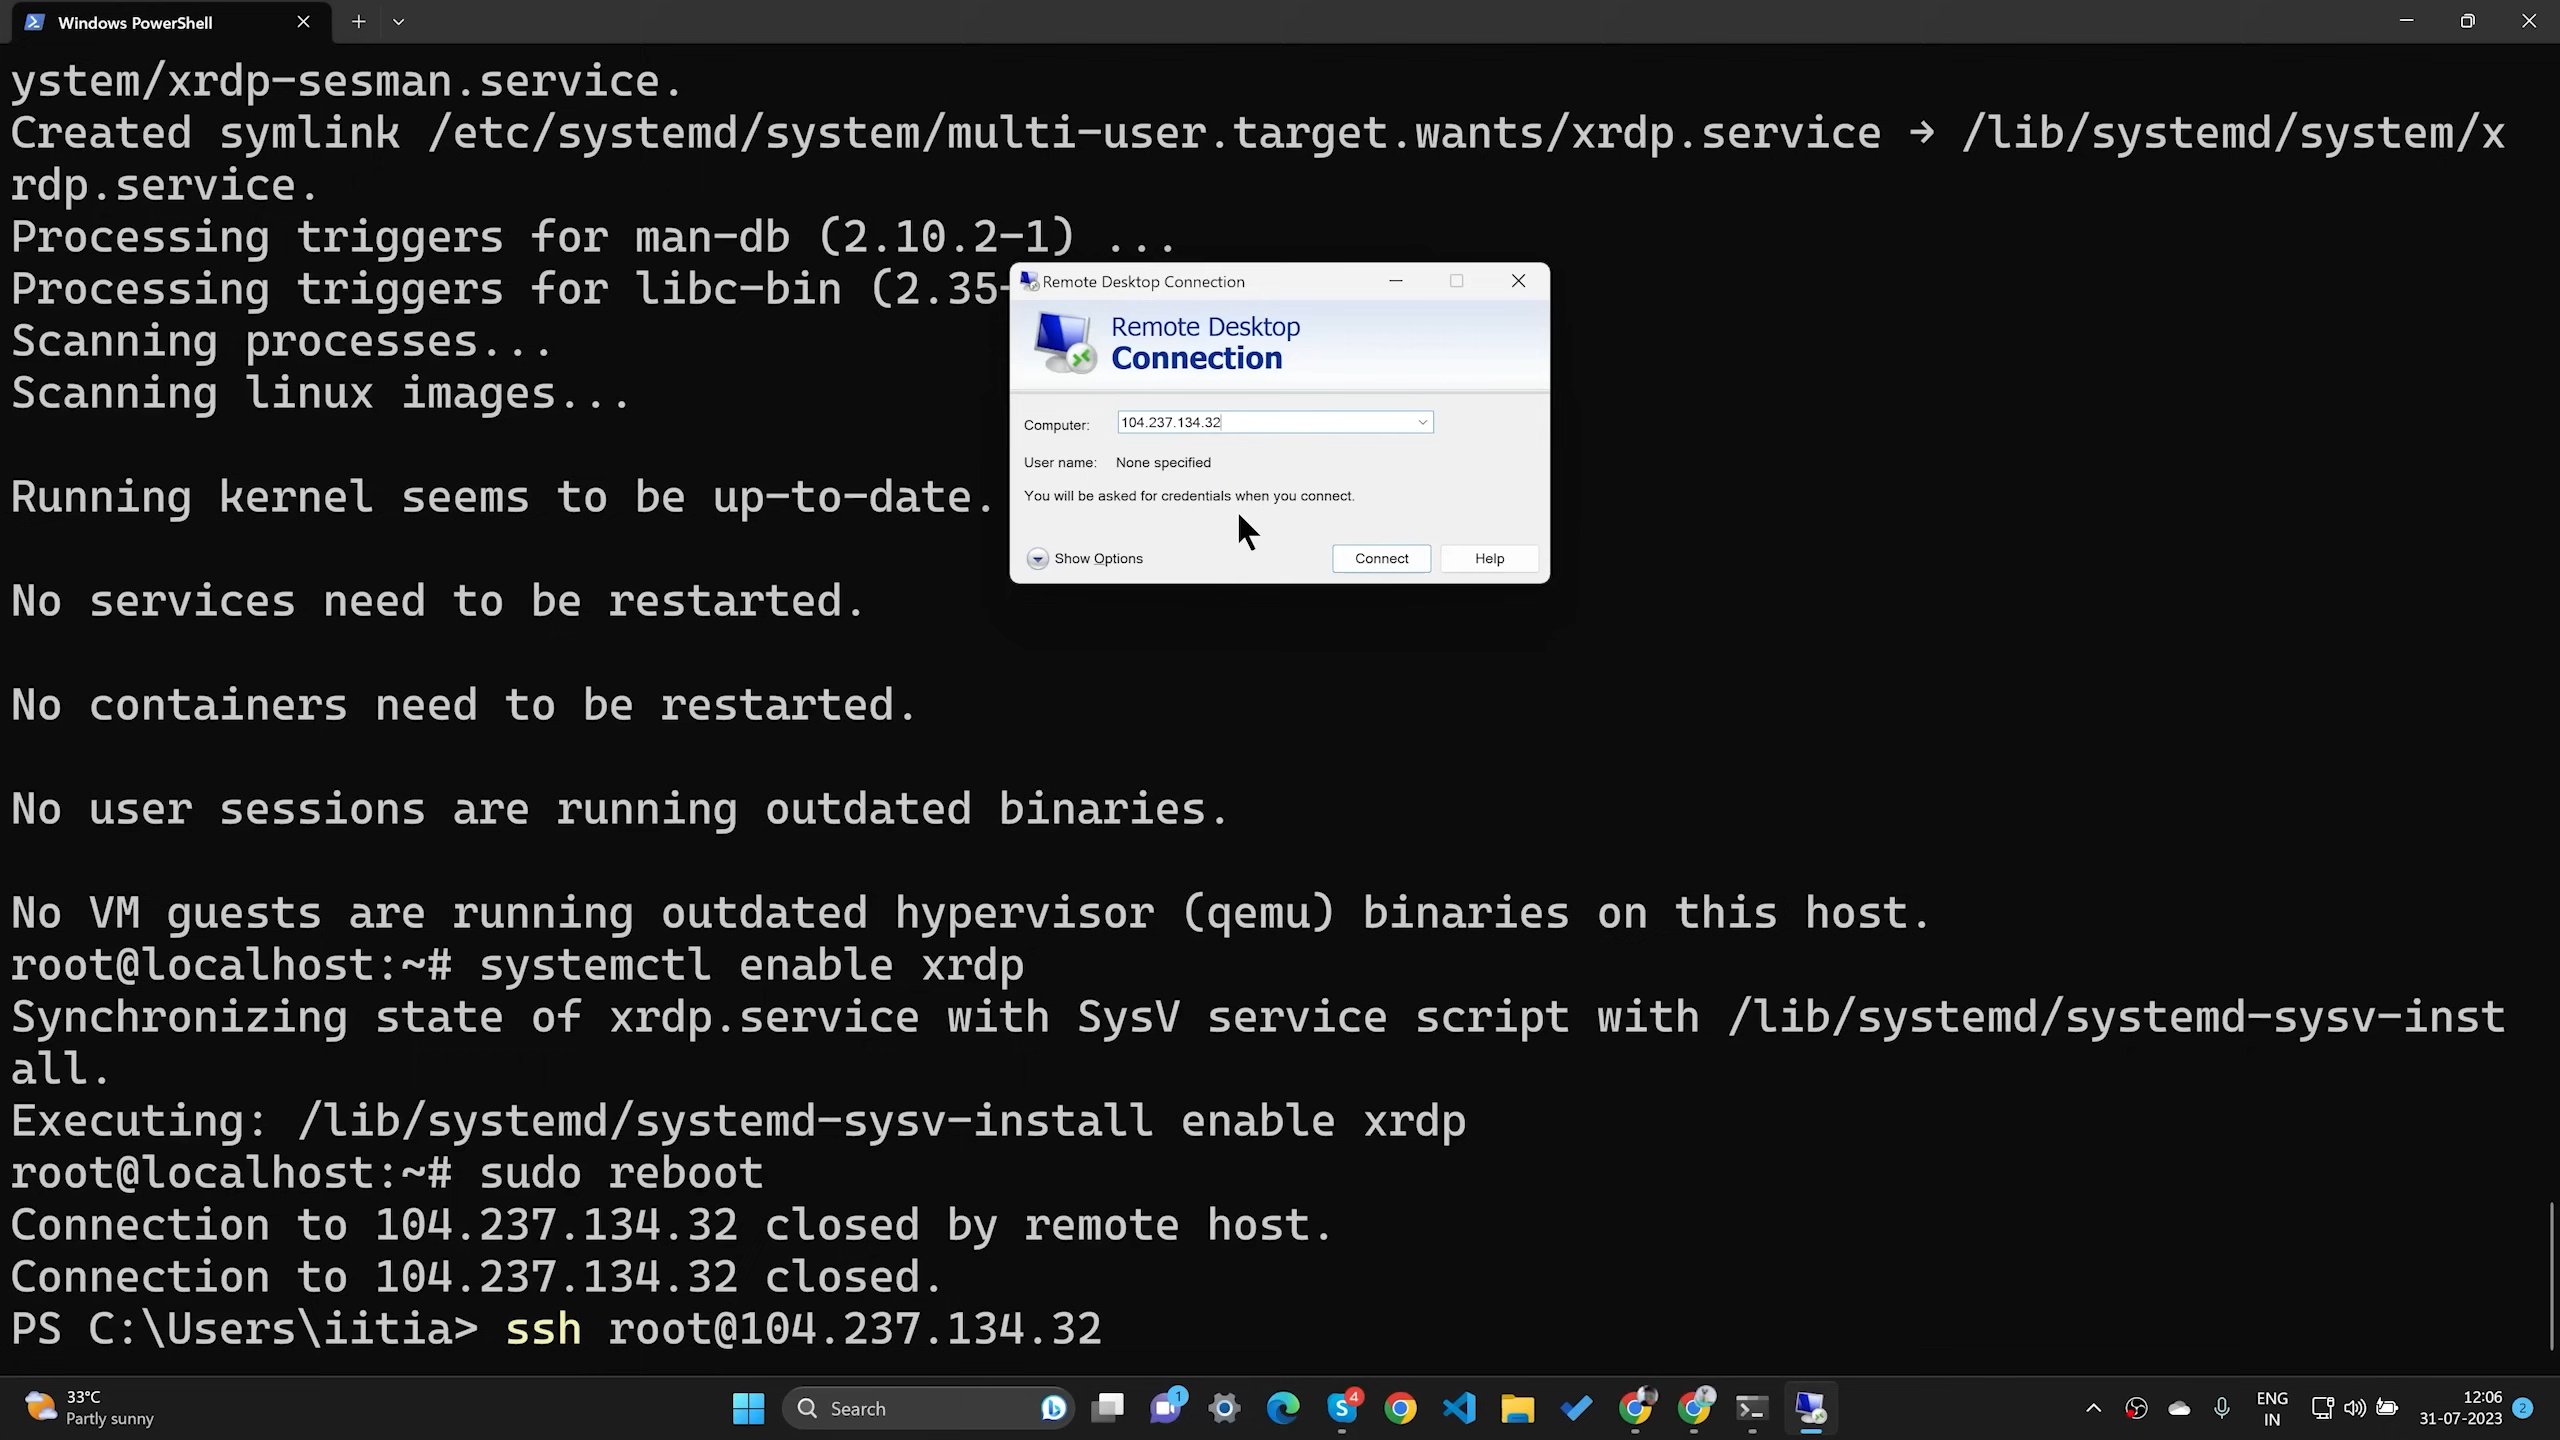 Windows PowerShell
ystem/xrdp-sesman.service.
Created symlink /etc/systemd/system/multi-user.target.wants/xrdp.service → /lib/systemd/system/x
rdp.service.
Processing triggers for man-db (2.10.2-1) ...
Processing triggers for libc-bin (2.35-
Scanning processes...
Scanning linux images...
Running kernel seems to be up-to-date.
No services need to be restarted.
No containers need to be restarted.
No user sessions are running outdated binaries.
No VM guests are running outdated hypervisor (qemu) binaries on this host.
root@localhost:~# systemctl enable xrdp
Synchronizing state of xrdp.service with SysV service script with /lib/systemd/systemd-sysv-inst
all.
Executing: /lib/systemd/systemd-sysv-install enable xrdp
root@localhost:~# sudo reboot
Connection to 104.237.134.32 closed by remote host.
Connection to 104.237.134.32 closed.
PS C:\Users\iitia> ssh root@104.237.134.32
Remote Desktop Connection
Remote Desktop
Connection
Computer: 104.237.134.32
User name: None specified
You will be asked for credentials when you connect.
Show Options Connect Help
33°C
Partly sunny
Search
1
4
ENG
IN
12:06
31-07-2023
2